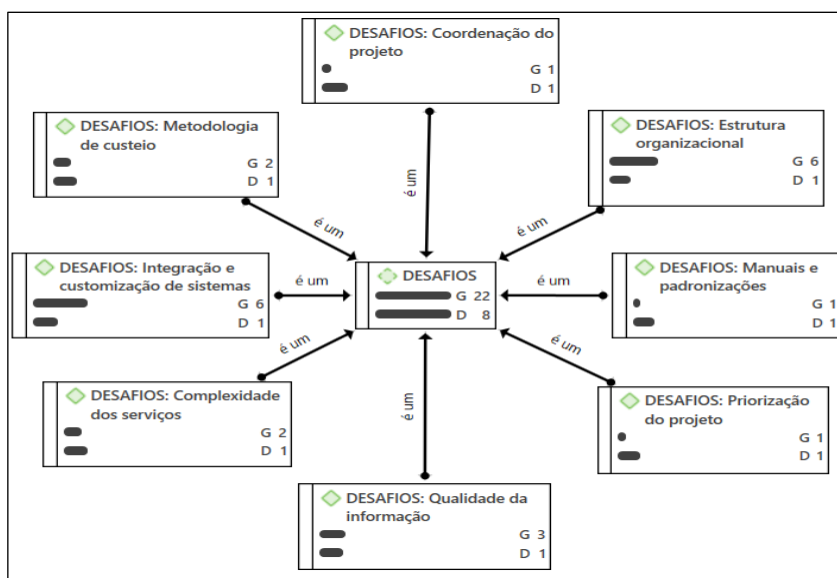 DESAFIOS: Coordenação do
projeto
G 1
D 1
DESAFIOS: Metodologia
de custeio
G 2
D 1
DESAFIOS: Estrutura
organizacional
G 6
D 1
é um
é um
é um
DESAFIOS: Integração e
customização de sistemas
G 6
D 1
é um
DESAFIOS
G 22
D 8
é um
DESAFIOS: Manuais e
padronizações
G 1
D 1
é um
é um
é um
DESAFIOS: Complexidade
dos serviços
G 2
D 1
DESAFIOS: Priorização
do projeto
G 1
D 1
DESAFIOS: Qualidade da
informação
G 3
D 1